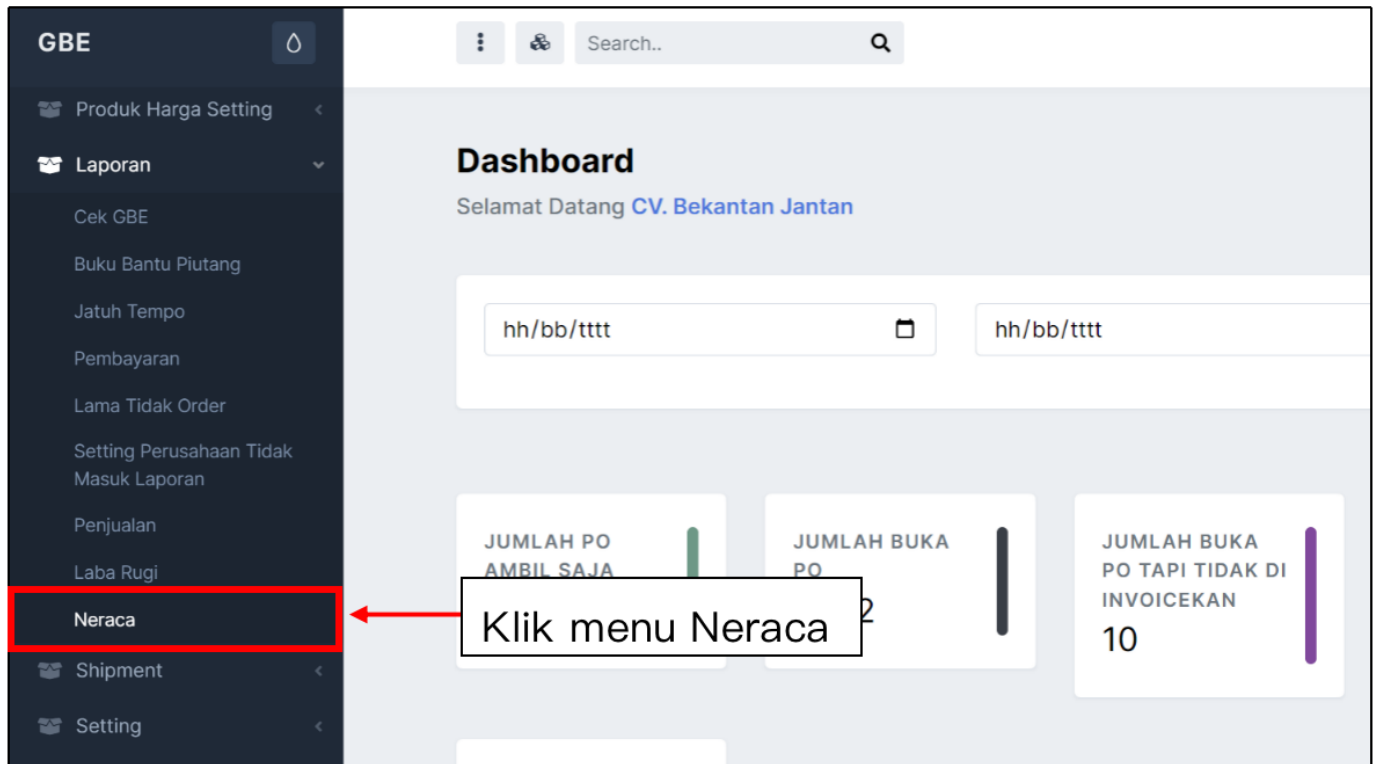 GBE
Search..
Produk Harga Setting
Laporan
Cek GBE
Buku Bantu Piutang
Jatuh Tempo
Pembayaran
Lama Tidak Order
Setting Perusahaan Tidak
Masuk Laporan
Penjualan
Laba Rugi
Neraca
Shipment
Setting
Dashboard
Selamat Datang CV. Bekantan Jantan
hh/bb/tttt
hh/bb/tttt
JUMLAH PO
AMBIL SAJA
JUMLAH BUKA
PO
JUMLAH BUKA
PO TAPI TIDAK DI
INVOICEKAN
10
Klik menu Neraca